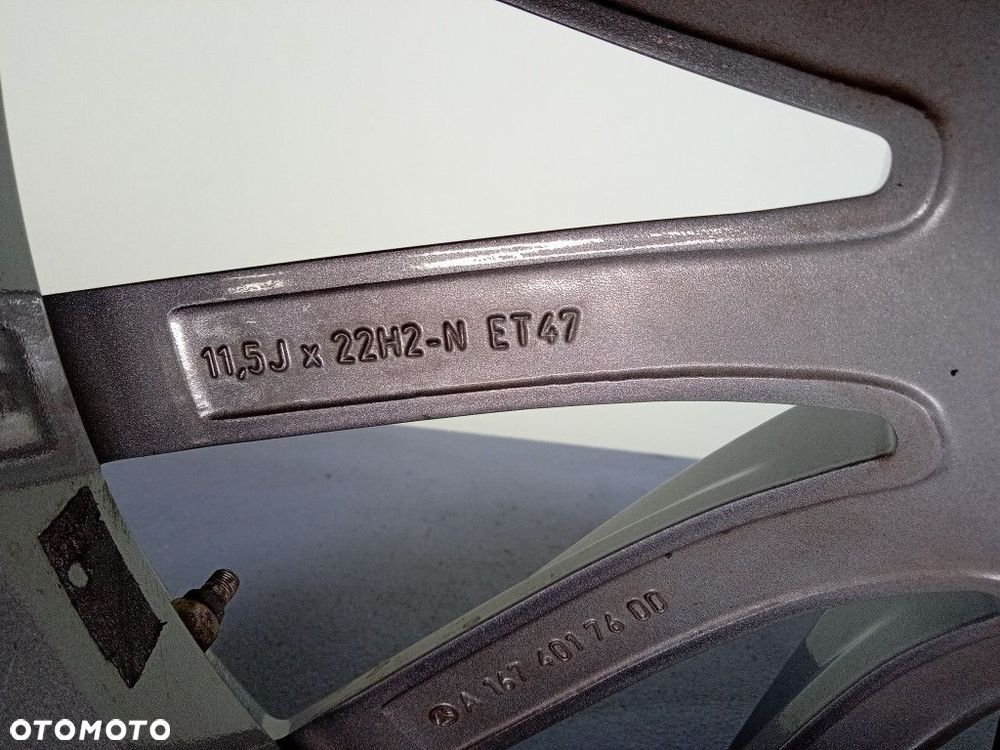 11,5J x 22H2-N ET47
A 167 401 76 00
OTOMOTO